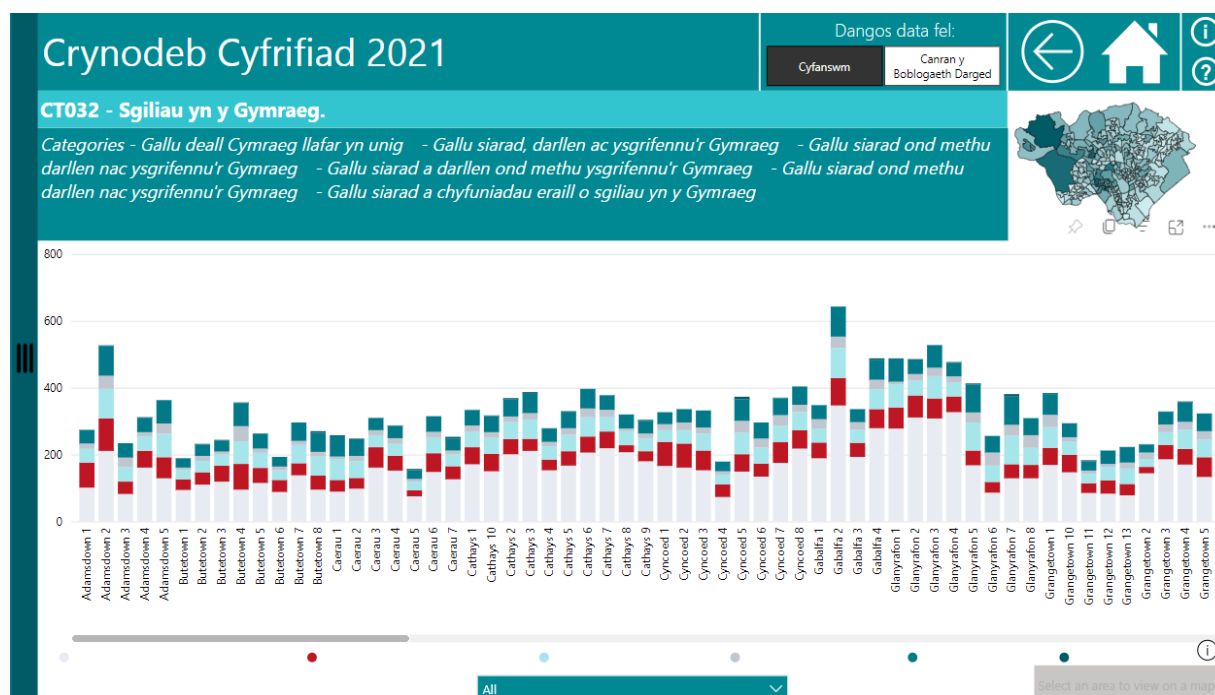 Crynodeb Cyfrifiad 2021
Dangos data fel:
Cyfanswm
Canran y
Boblogaeth Darged
i
?
CT032 - Sgiliau yn y Gymraeg.
Categories - Gallu deall Cymraeg llafar yn unig - Gallu siarad, darllen ac ysgrifennu'r Gymraeg - Gallu siarad ond methu
darllen nac ysgrifennu'r Gymraeg - Gallu siarad a darllen ond methu ysgrifennu'r Gymraeg - Gallu siarad ond methu
darllen nac ysgrifennu'r Gymraeg - Gallu siarad a chyfuniadau eraill o sgiliau yn y Gymraeg
800
600
400
200
0
Adamsdown 1
Adamsdown 2
Adamsdown 3
Adamsdown 4
Adamsdown 5
Butetown 1
Butetown 2
Butetown 3
Butetown 4
Butetown 5
Butetown 6
Butetown 7
Butetown 8
Caerau 1
Caerau 2
Caerau 3
Caerau 4
Caerau 5
Caerau 6
Caerau 7
Cathays 1
Cathays 10
Cathays 2
Cathays 3
Cathays 4
Cathays 5
Cathays 6
Cathays 7
Cathays 8
Cathays 9
Cyncoed 1
Cyncoed 2
Cyncoed 3
Cyncoed 4
Cyncoed 5
Cyncoed 6
Cyncoed 7
Cyncoed 8
Gabalfa 1
Gabalfa 2
Gabalfa 3
Gabalfa 4
Glanyrafon 1
Glanyrafon 2
Glanyrafon 3
Glanyrafon 4
Glanyrafon 5
Glanyrafon 6
Glanyrafon 7
Glanyrafon 8
Grangetown 1
Grangetown 10
Grangetown 11
Grangetown 12
Grangetown 13
Grangetown 2
Grangetown 3
Grangetown 4
Grangetown 5
i
All
Select an area to view on a map